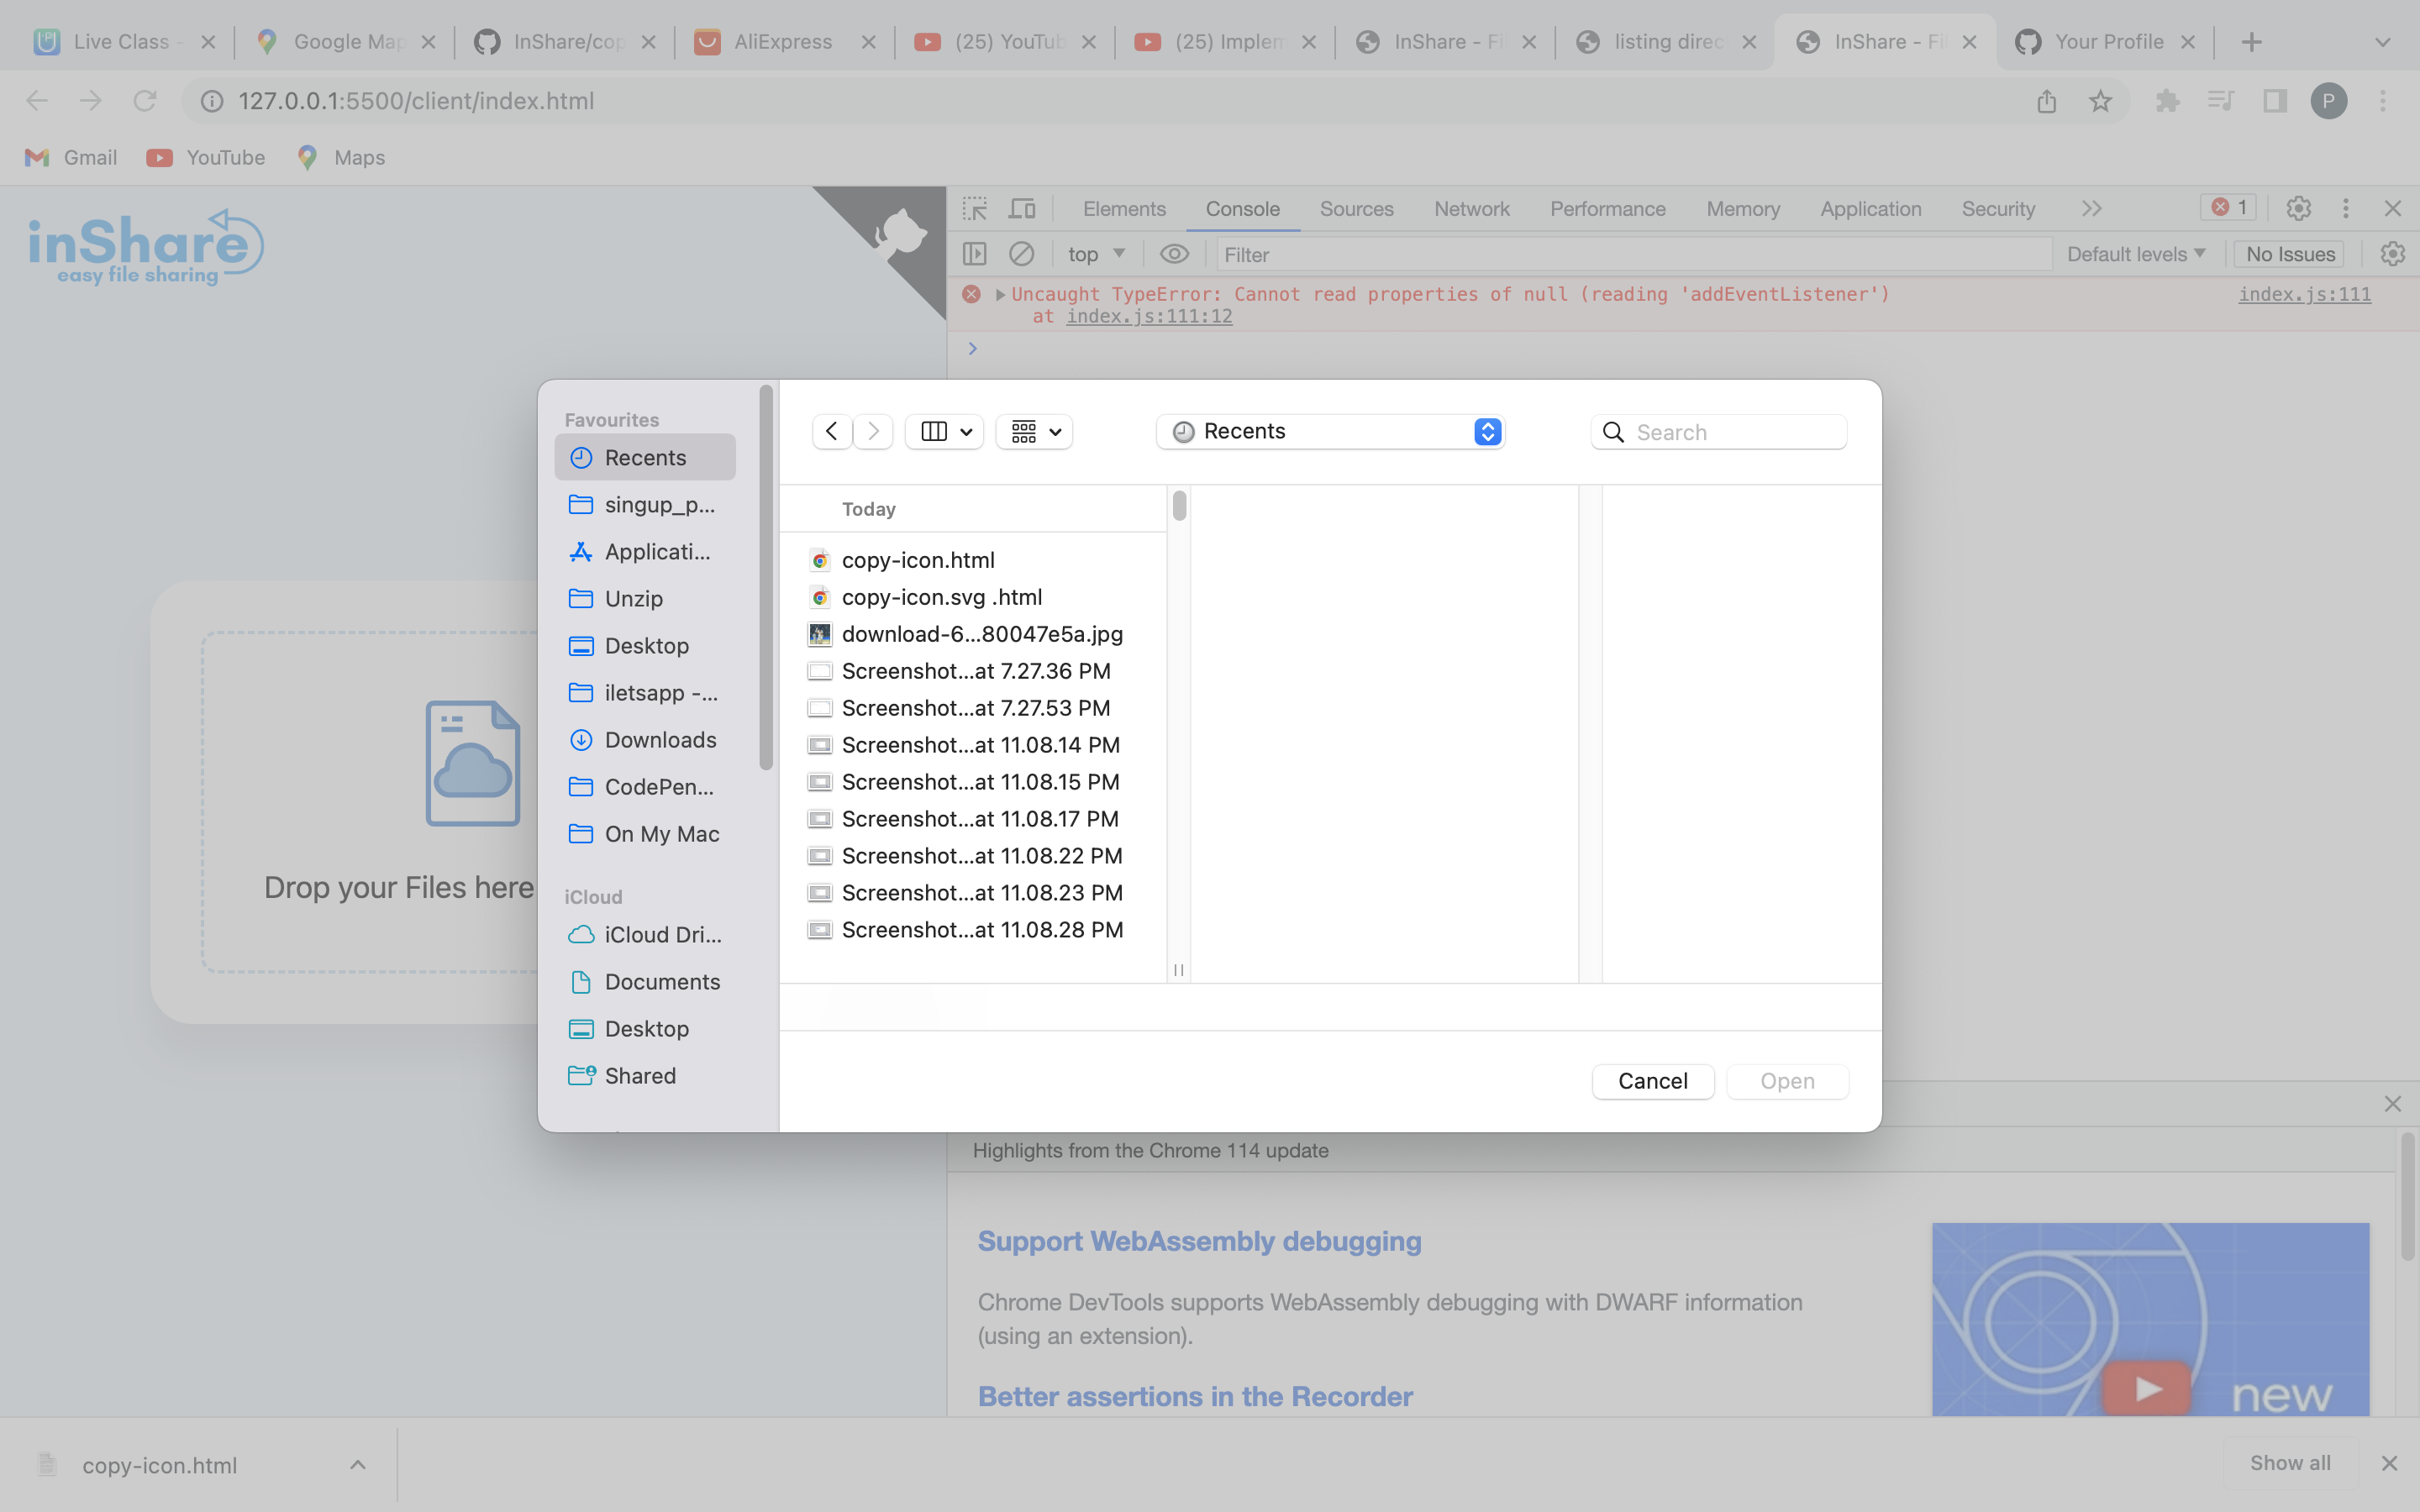 Live Class -
Google Map
InShare/cop
AliExpress
(25) YouTub
(25) Implem
InShare - Fi
listing direc
InShare - Fi
Your Profile
127.0.0.1:5500/client/index.html
P
Gmail
YouTube
Maps
inShare
easy file sharing
Elements
Console
Sources
Network
Performance
Memory
Application
Security
1
top
Filter
Default levels
No Issues
Uncaught TypeError: Cannot read properties of null (reading 'addEventListener')
index.js:111
at index.js:111:12
Favourites
Recents
singup_p...
Applicati...
Unzip
Desktop
iletsapp -...
Downloads
CodePen...
On My Mac
iCloud
iCloud Dri...
Documents
Desktop
Shared
Recents
Search
Today
copy-icon.html
copy-icon.svg .html
download-6...80047e5a.jpg
Screenshot...at 7.27.36 PM
Screenshot...at 7.27.53 PM
Screenshot...at 11.08.14 PM
Screenshot...at 11.08.15 PM
Screenshot...at 11.08.17 PM
Screenshot...at 11.08.22 PM
Screenshot...at 11.08.23 PM
Screenshot...at 11.08.28 PM
Cancel
Open
Drop your Files here
Highlights from the Chrome 114 update
Support WebAssembly debugging
Chrome DevTools supports WebAssembly debugging with DWARF information
(using an extension).
Better assertions in the Recorder
new
copy-icon.html
Show all